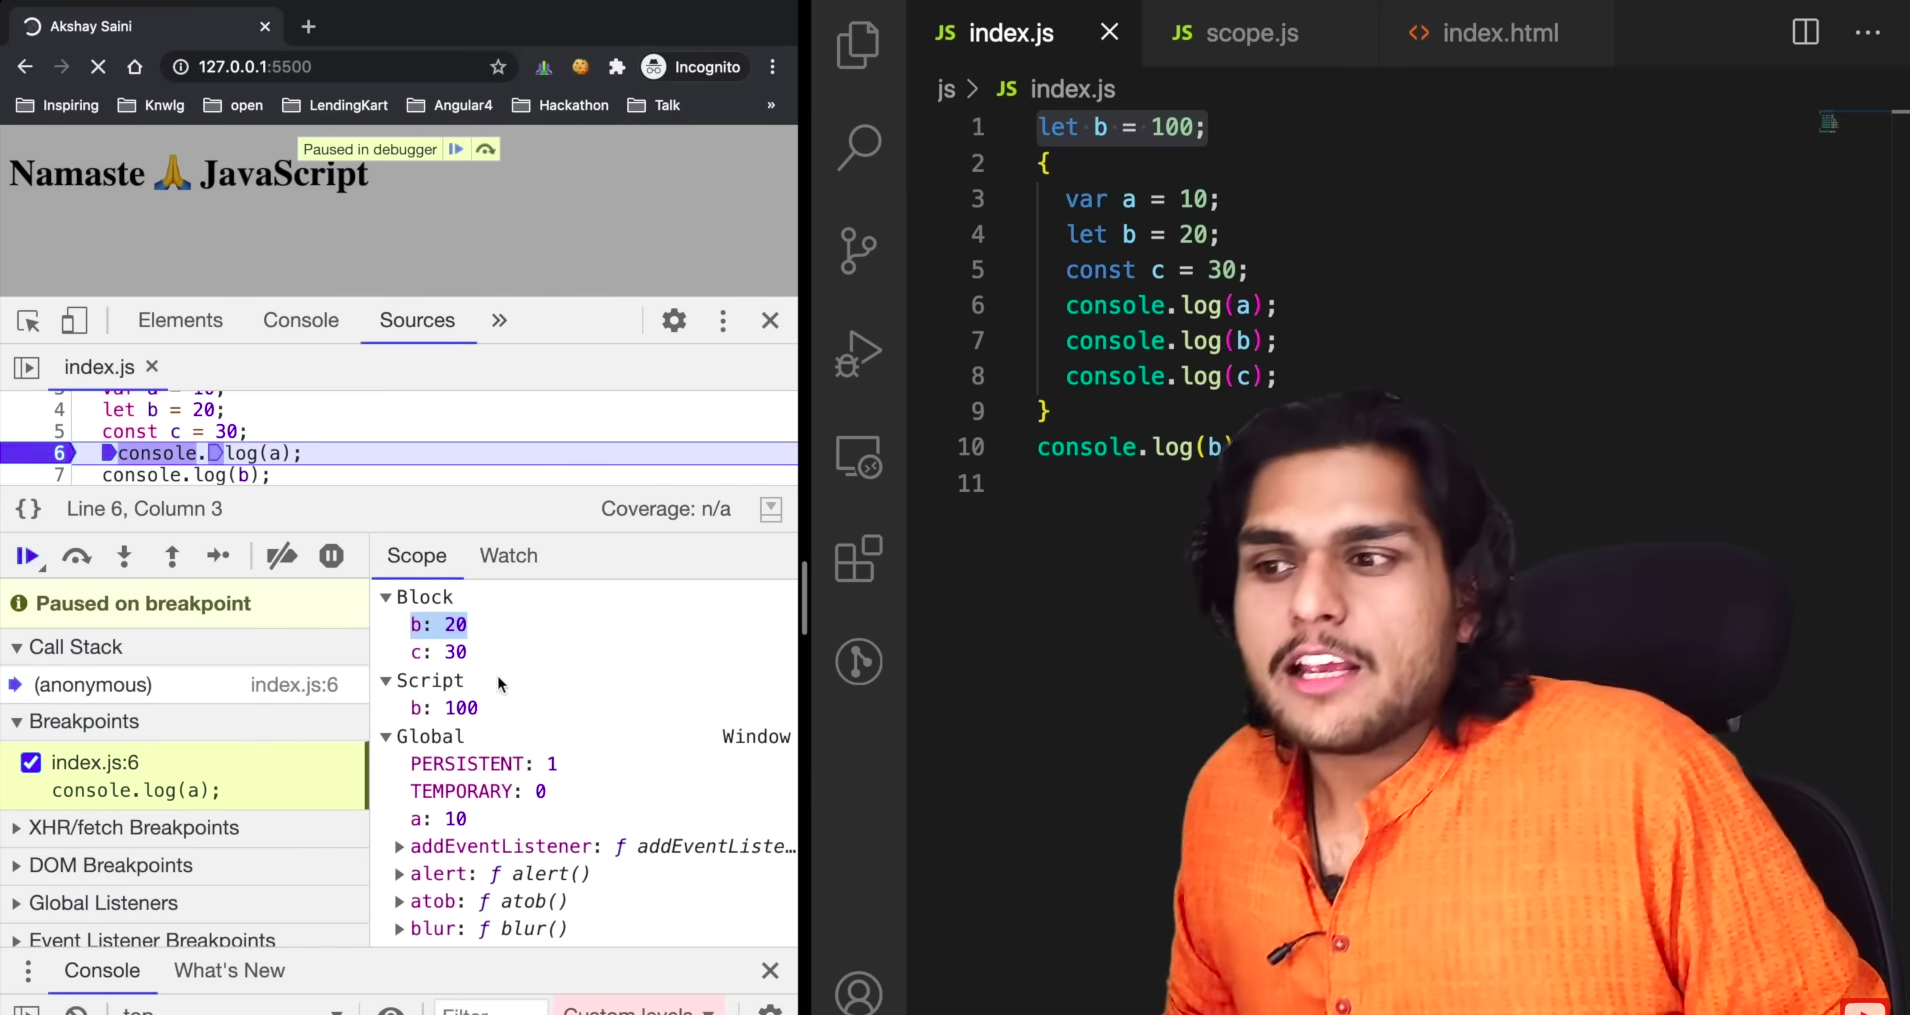 Akshay Saini
127.0.0.1:5500
Incognito
Inspiring
Knwlg
open
LendingKart
Angular4
Hackathon
Talk
»
Paused in debugger
Namaste 🙏 JavaScript
Elements
Console
Sources
»
index.js
4 let b = 20;
5 const c = 30;
6 console.log(a);
7 console.log(b);
{} Line 6, Column 3
Coverage: n/a
Paused on breakpoint
Call Stack
(anonymous) index.js:6
Breakpoints
index.js:6
console.log(a);
XHR/fetch Breakpoints
DOM Breakpoints
Global Listeners
Event Listener Breakpoints
Scope
Watch
Block
b: 20
c: 30
Script
b: 100
Global Window
PERSISTENT: 1
TEMPORARY: 0
a: 10
addEventListener: ƒ addEventListe…
alert: ƒ alert()
atob: ƒ atob()
blur: ƒ blur()
Console
What's New
top
Filter
Custom levels
JS index.js
JS scope.js
<> index.html
js > JS index.js
1 let b = 100;
2 {
3 var a = 10;
4 let b = 20;
5 const c = 30;
6 console.log(a);
7 console.log(b);
8 console.log(c);
9 }
10 console.log(b)
11